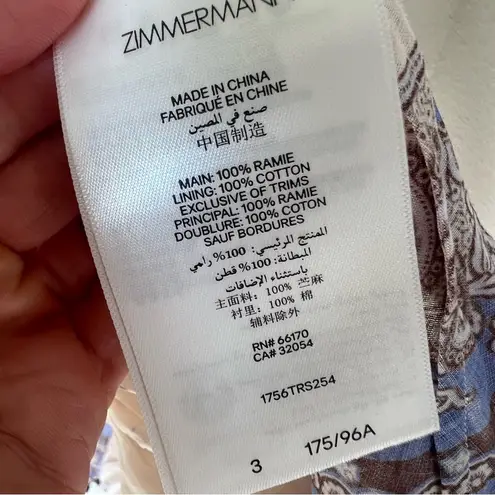 ZIMMERMANN
MADE IN CHINA
FABRIQUÉ EN CHINE
صنع في الصين
中国制造
MAIN: 100% RAMIE
LINING: 100% COTTON
EXCLUSIVE OF TRIMS
PRINCIPAL: 100% RAMIE
DOUBLURE: 100% COTON
SAUF BORDURES
المنتج الرئيسي: 100% رامي
البطانة: 100% قطن
باستثناء الإضافات
主面料: 100% 苎麻
衬里: 100% 棉
辅料除外
RN# 66170
CA# 32054
1756TRS254
3 175/96A